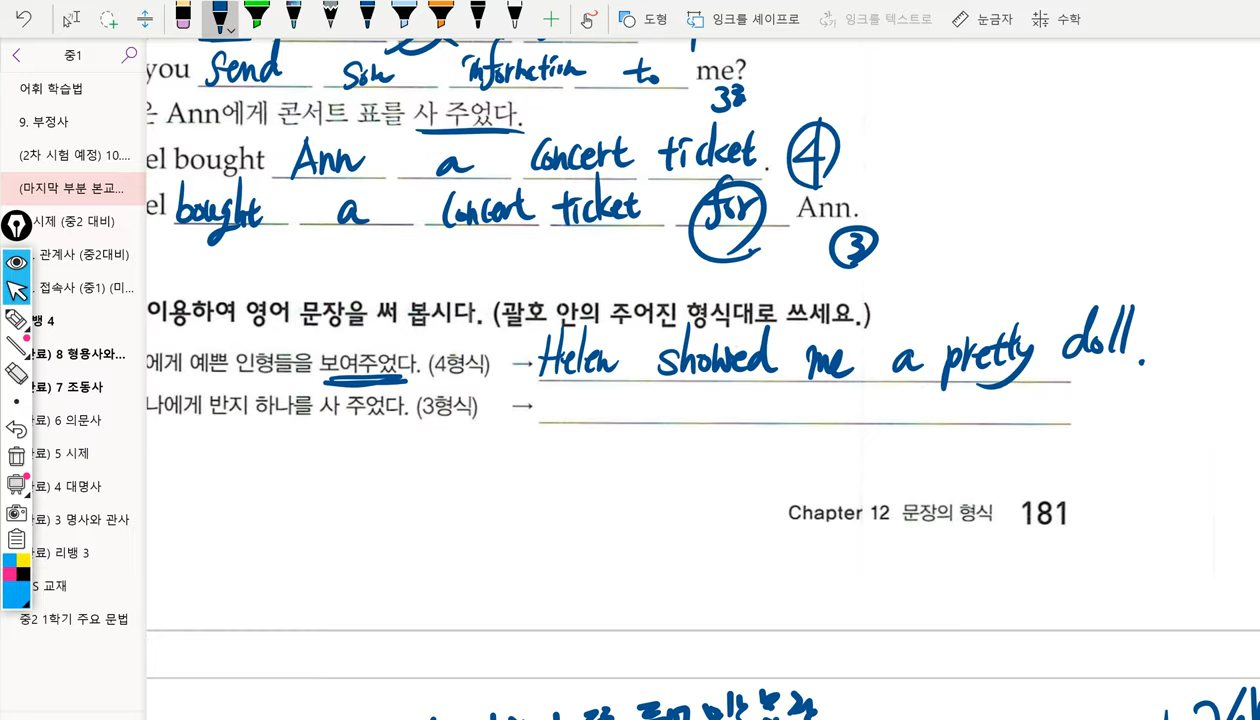 도형 잉크를 셰이프로 잉크를 텍스트로 눈금자 수학
중1
어휘 학습법
9. 부정사
(2차 시험 예정) 10....
(마지막 부분 본교...
시제 (중2 대비)
. 관계사 (중2대비)
. 접속사 (중1) (미...
뱅 4
료) 8 형용사와...
료) 7 조동사
료) 6 의문사
료) 5 시제
료) 4 대명사
료) 3 명사와 관사
료) 리뱅 3
S 교재
중2 1학기 주요 문법
you send som information to me?
3형
은 Ann에게 콘서트 표를 사 주었다.
el bought Ann a concert ticket. 4
el bought a concert ticket for Ann.
3
이용하여 영어 문장을 써 봅시다. (괄호 안의 주어진 형식대로 쓰세요.)
에게 예쁜 인형들을 보여주었다. (4형식) → Helen showed me a pretty doll.
나에게 반지 하나를 사 주었다. (3형식) →
Chapter 12 문장의 형식 181